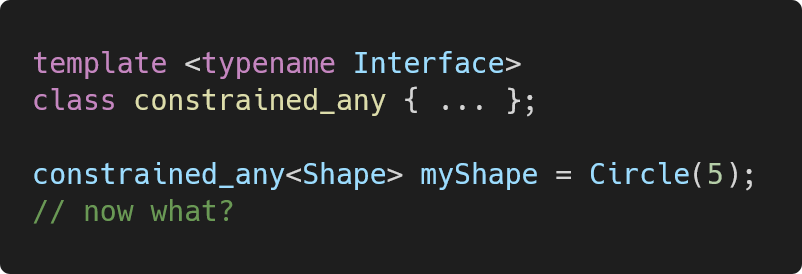 template <typename Interface>
class constrained_any { ... };
constrained_any<Shape> myShape = Circle(5);
// now what?